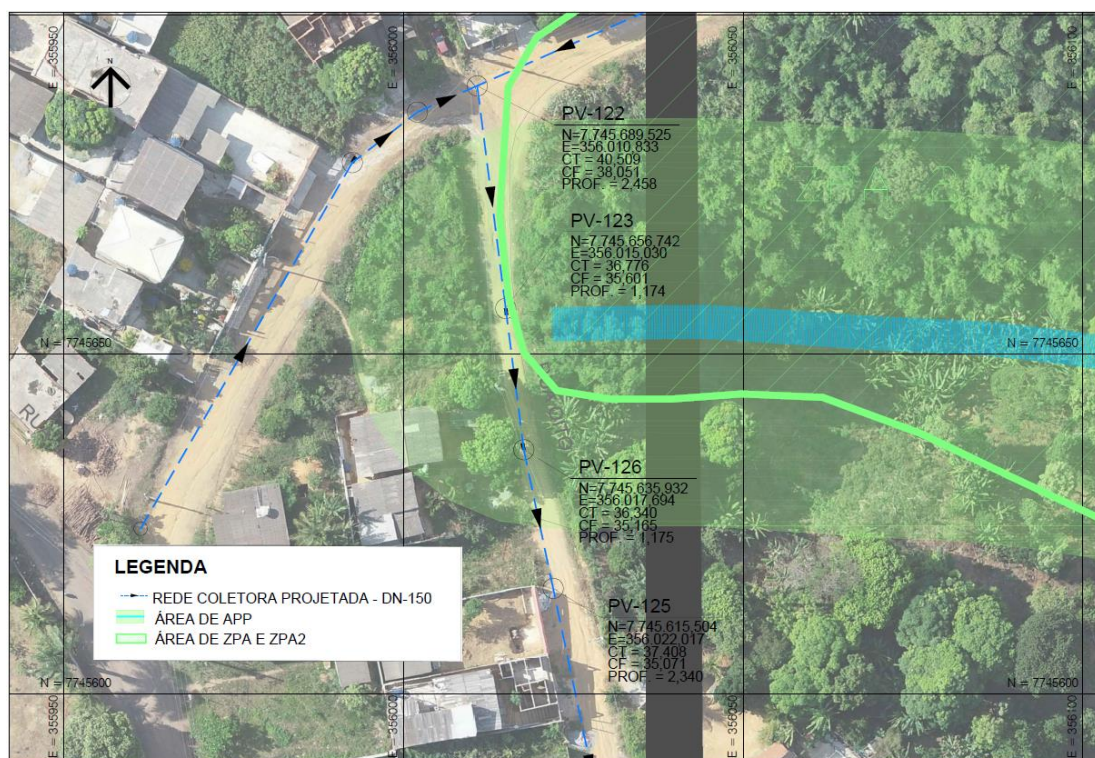 E = 355950
E = 356000
E = 356050
E = 356100
N
PV-122
N=7.745.689,525
E=356.010,833
CT = 40,509
CF = 38,051
PROF. = 2,458
PV-123
N=7.745.656,742
E=356.015,030
CT = 36,776
CF = 35,601
PROF. = 1,174
N = 7745650
N = 7745650
RU
PV-126
N=7.745.635,932
E=356.017,694
CT = 36,340
CF = 35,165
PROF. = 1,175
LEGENDA
REDE COLETORA PROJETADA - DN-150
ÁREA DE APP
ÁREA DE ZPA E ZPA2
PV-125
N=7.745.615,504
E=356.022,017
CT = 37,408
CF = 35,071
PROF. = 2,340
N = 7745600
N = 7745600
E = 355950
E = 356000
E = 356050
E = 356100